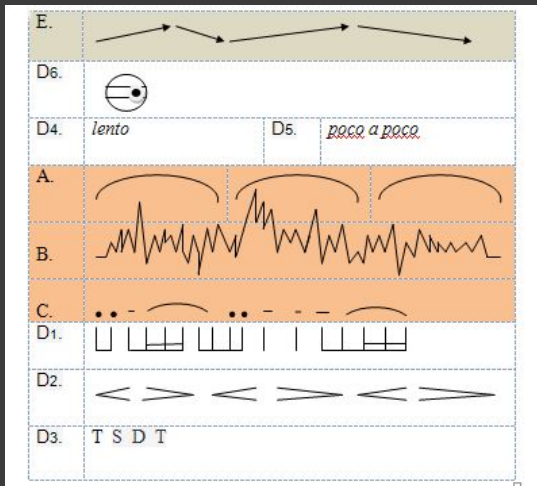 E.
D6.
D4. lento D5. poco a poco
A.
B.
C.
D1.
D2.
D3. T S D T